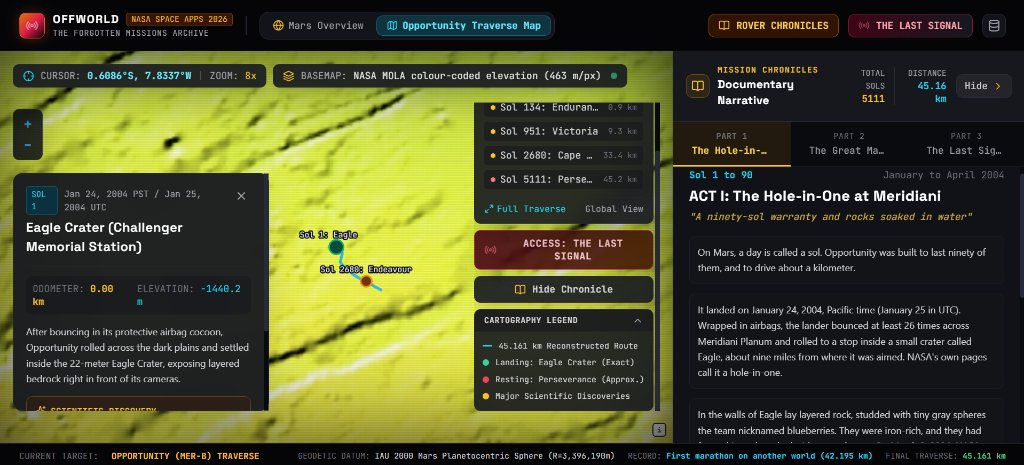 OFFWORLD
NASA SPACE APPS 2026
THE FORGOTTEN MISSIONS ARCHIVE
Mars Overview
Opportunity Traverse Map
ROVER CHRONICLES
THE LAST SIGNAL
CURSOR: 0.6086°S, 7.8337°W | ZOOM: 8x
BASEMAP: NASA MOLA colour-coded elevation (463 m/px)
+
−
SOL 1
Jan 24, 2004 PST / Jan 25, 2004 UTC
Eagle Crater (Challenger
Memorial Station)
ODOMETER: 0.00 km
ELEVATION: -1440.2 m
After bouncing in its protective airbag cocoon,
Opportunity rolled across the dark plains and settled
inside the 22-meter Eagle Crater, exposing layered
bedrock right in front of its cameras.
SCIENTIFIC DISCOVERY
Sol 1: Eagle
Sol 2680: Endeavour
Sol 134: Enduran… 0.9 km
Sol 951: Victoria 9.3 km
Sol 2680: Cape … 33.4 km
Sol 5111: Perse… 45.2 km
Full Traverse
Global View
ACCESS: THE LAST
SIGNAL
Hide Chronicle
CARTOGRAPHY LEGEND
45.161 km Reconstructed Route
Landing: Eagle Crater (Exact)
Resting: Perseverance (Approx.)
Major Scientific Discoveries
i
MISSION CHRONICLES
Documentary
Narrative
TOTAL SOLS
5111
DISTANCE
45.16 km
Hide
PART 1
The Hole-in-…
PART 2
The Great Ma…
PART 3
The Last Sig…
Sol 1 to 90
January to April 2004
ACT I: The Hole-in-One at Meridiani
"A ninety-sol warranty and rocks soaked in water"
On Mars, a day is called a sol. Opportunity was built to last ninety of
them, and to drive about a kilometer.
It landed on January 24, 2004, Pacific time (January 25 in UTC).
Wrapped in airbags, the lander bounced at least 26 times across
Meridiani Planum and rolled to a stop inside a small crater called
Eagle, about nine miles from where it was aimed. NASA's own pages
call it a hole-in-one.
In the walls of Eagle lay layered rock, studded with tiny gray spheres
the team nicknamed blueberries. They were iron-rich, and they had
CURRENT TARGET: OPPORTUNITY (MER-B) TRAVERSE
GEODETIC DATUM: IAU 2000 Mars Planetocentric Sphere (R=3,396,190m)
RECORD: First marathon on another world (42.195 km)
FINAL TRAVERSE: 45.161 km